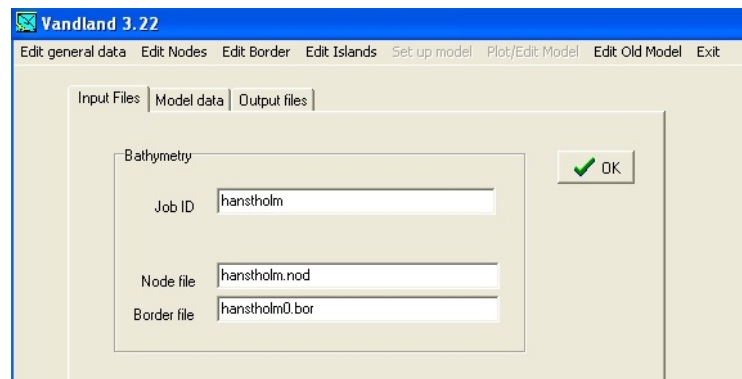 Vandland 3.22
Edit general data Edit Nodes Edit Border Edit Islands Set up model Plot/Edit Model Edit Old Model Exit
Input Files Model data Output files
Bathymetry
OK
Job ID hanstholm
Node file hanstholm.nod
Border file hanstholm0.bor